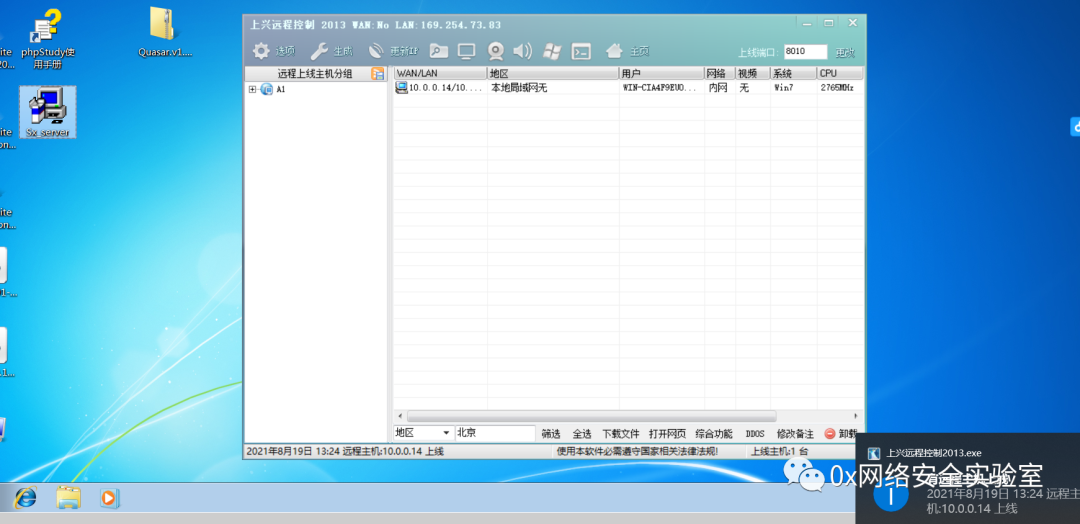 上兴远程控制 2013 WAN:No LAN:169.254.73.83
选项 生成 更新IP 主页 上线端口: 8010 更改
远程上线主机分组
WAN/LAN 地区 用户 网络 视频 系统 CPU
A1
10.0.0.14/10.... 本地局域网无 WIN-CIA4F9EUO... 内网 无 Win7 2765MHz
phpStudy使
用手册
Quasar.v1....
Sx_server
ite
20...
ite
on...
ite
on...
地区 北京 筛选 全选 下载文件 打开网页 综合功能 DDOS 修改备注 卸载
2021年8月19日 13:24 远程主机:10.0.0.14 上线 使用本软件必需遵守国家相关法律法规! 上线主机:1 台
上兴远程控制2013.exe
0x网络安全实验室
2021年8月19日 13:24 远程主
机:10.0.0.14 上线